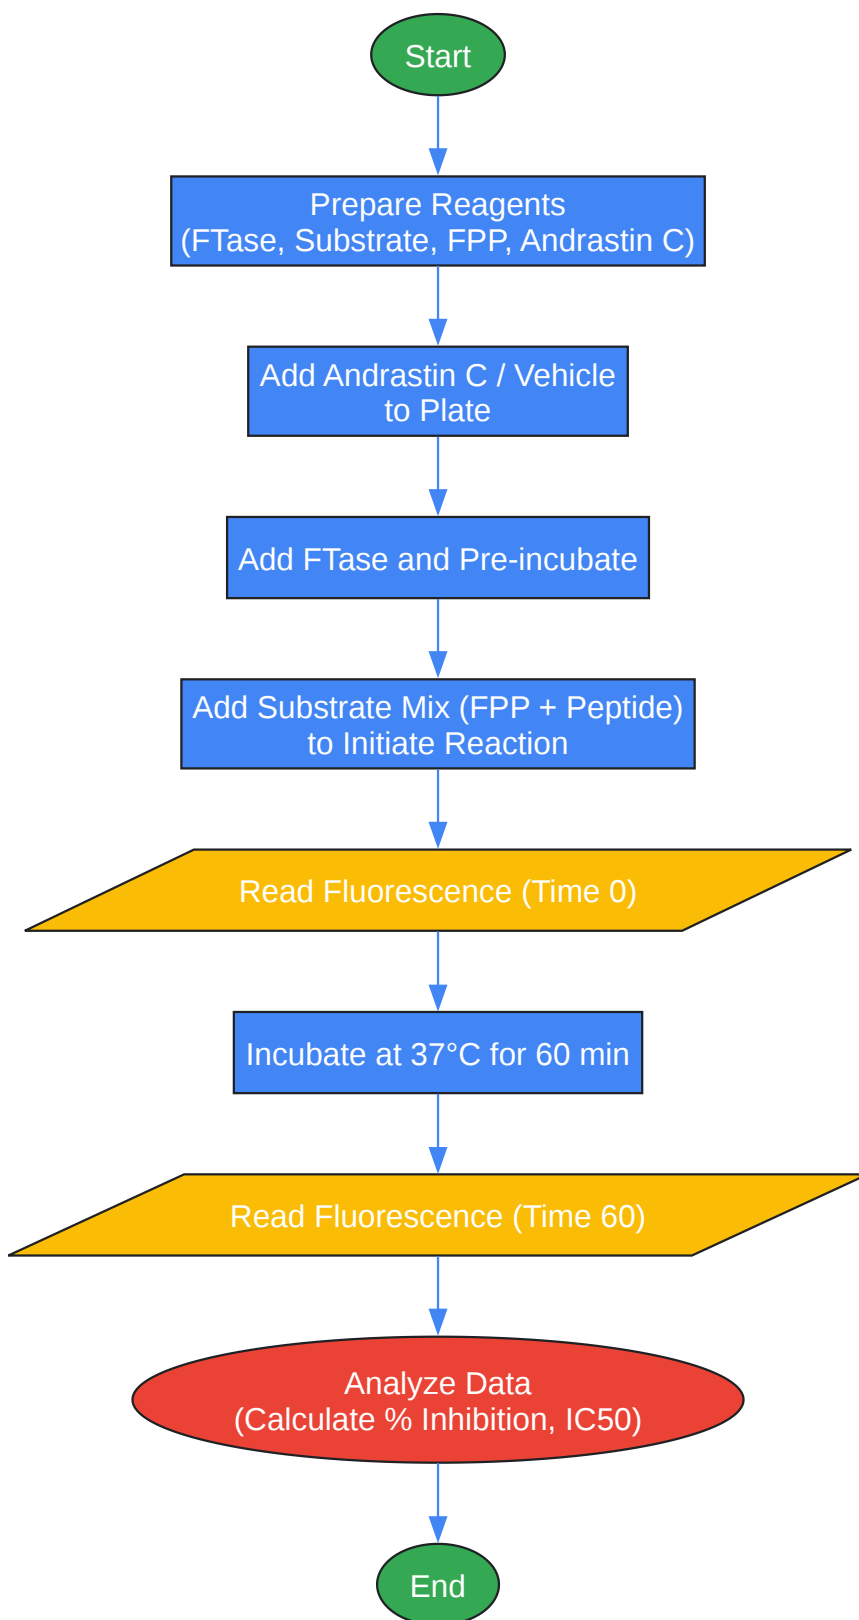 Start
Prepare Reagents
(FTase, Substrate, FPP, Andrastin C)
Add Andrastin C / Vehicle
to Plate
Add FTase and Pre-incubate
Add Substrate Mix (FPP + Peptide)
to Initiate Reaction
Read Fluorescence (Time 0)
Incubate at 37°C for 60 min
Read Fluorescence (Time 60)
Analyze Data
(Calculate % Inhibition, IC50)
End